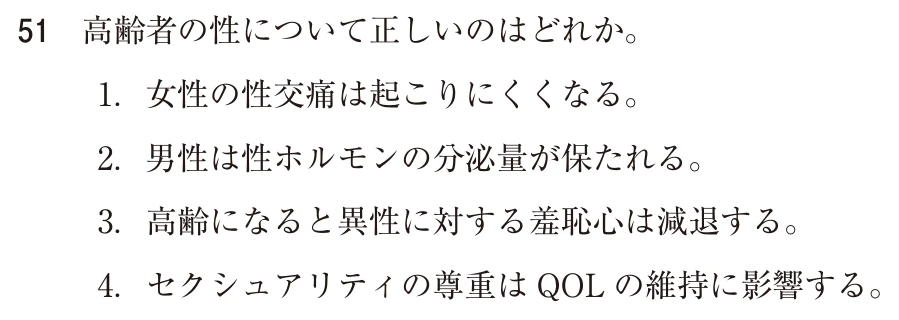 51 高齢者の性について正しいのはどれか。
1. 女性の性交痛は起こりにくくなる。
2. 男性は性ホルモンの分泌量が保たれる。
3. 高齢になると異性に対する羞恥心は減退する。
4. セクシュアリティの尊重は QOL の維持に影響する。